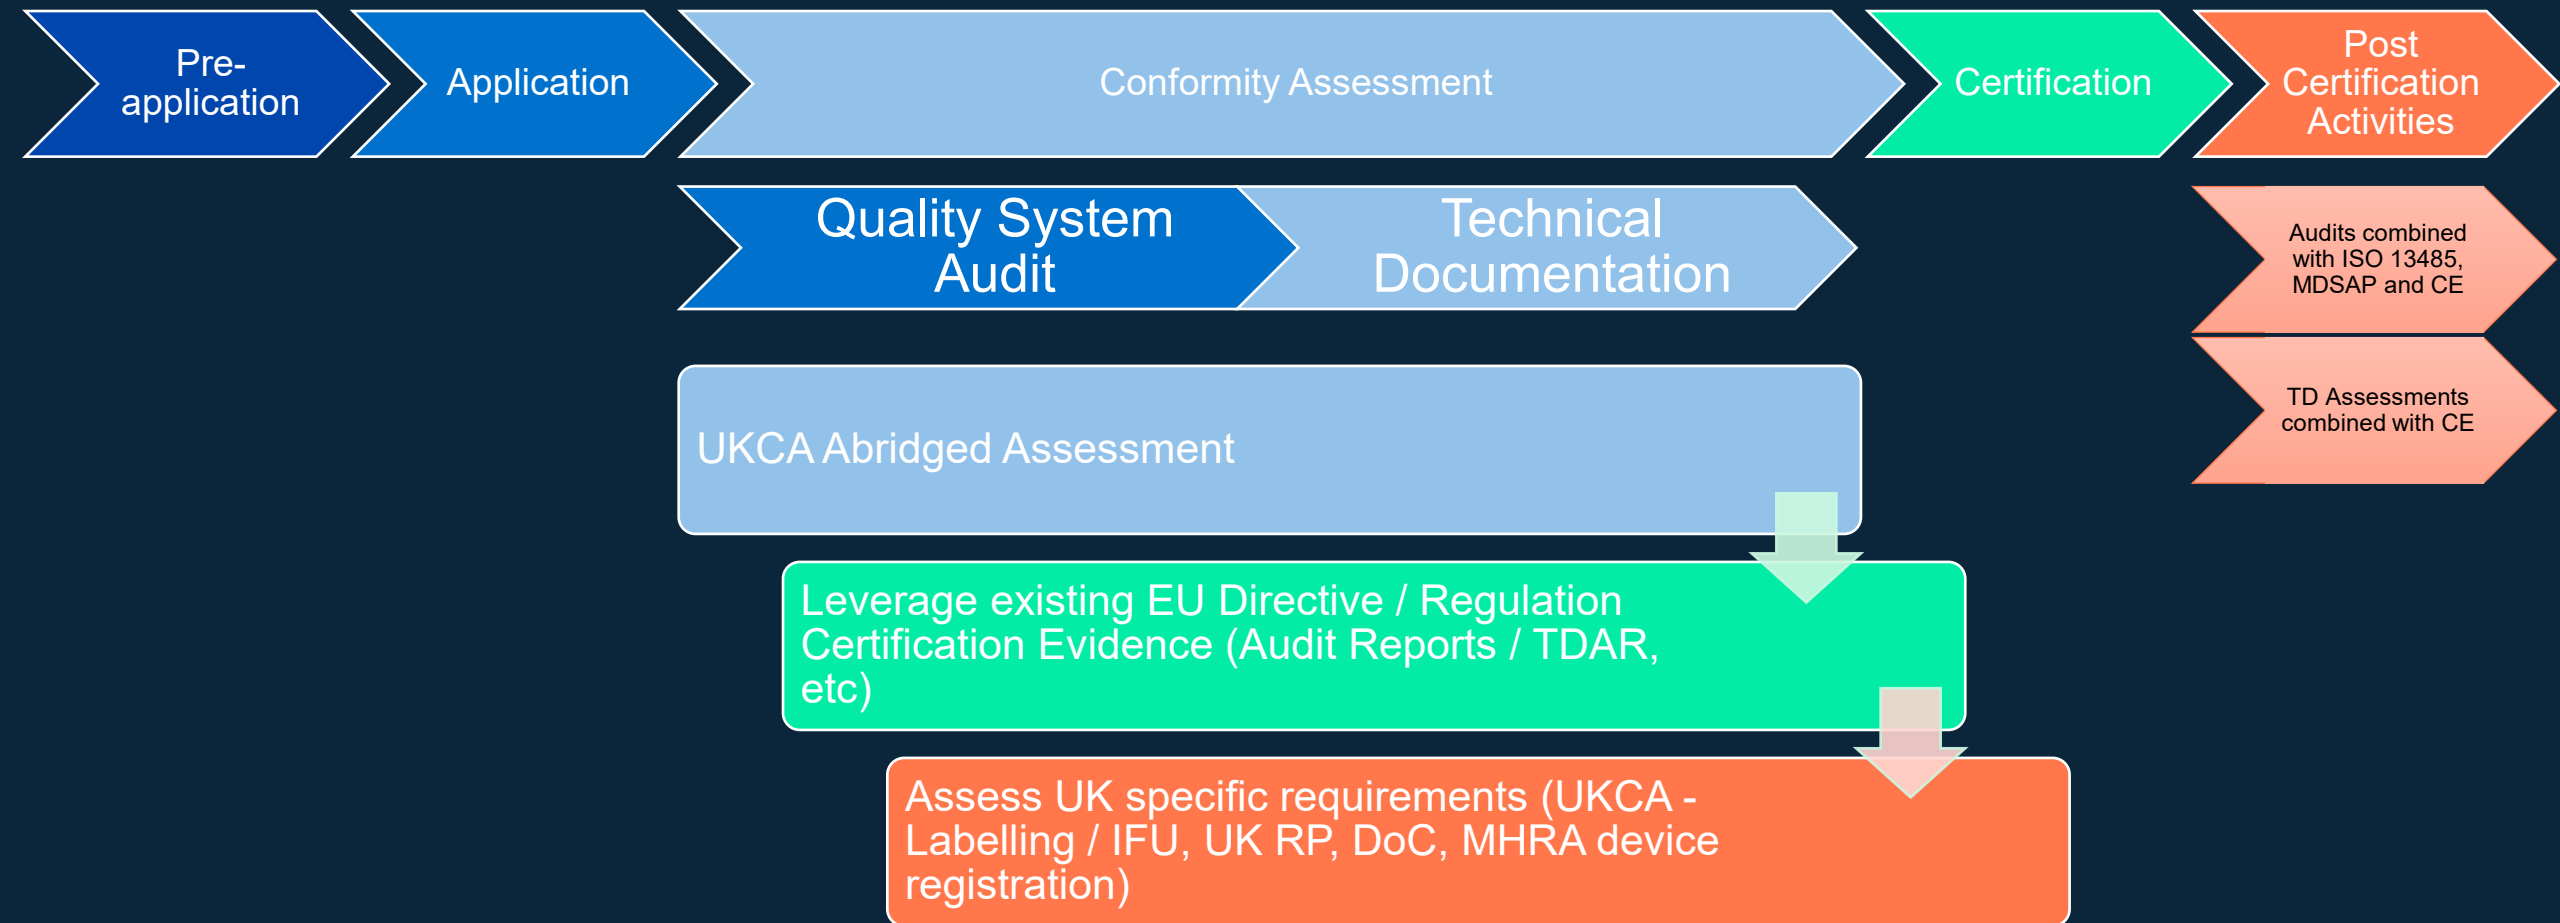 Pre-
application
Application
Conformity Assessment
Certification
Post
Certification
Activities
Quality System
Audit
Technical
Documentation
Audits combined
with ISO 13485,
MDSAP and CE
TD Assessments
combined with CE
UKCA Abridged Assessment
Leverage existing EU Directive / Regulation
Certification Evidence (Audit Reports / TDAR,
etc)
Assess UK specific requirements (UKCA -
Labelling / IFU, UK RP, DoC, MHRA device
registration)